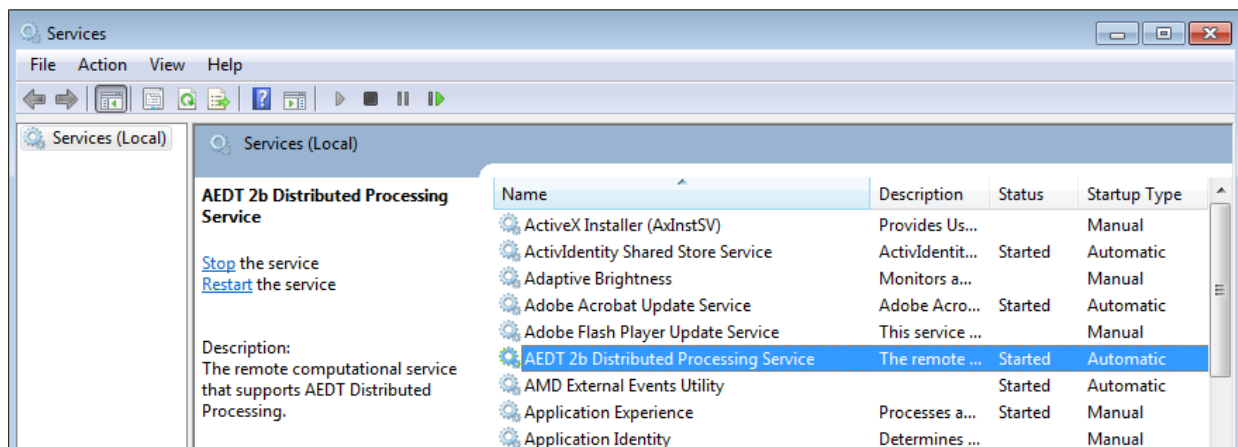 Services
File Action View Help
Services (Local)
Services (Local)
AEDT 2b Distributed Processing
Service
Stop the service
Restart the service
Description:
The remote computational service
that supports AEDT Distributed
Processing.
Name Description Status Startup Type
ActiveX Installer (AxInstSV) Provides Us... Manual
ActivIdentity Shared Store Service ActivIdentit... Started Automatic
Adaptive Brightness Monitors a... Manual
Adobe Acrobat Update Service Adobe Acro... Started Automatic
Adobe Flash Player Update Service This service ... Manual
AEDT 2b Distributed Processing Service The remote ... Started Automatic
AMD External Events Utility Started Automatic
Application Experience Processes a... Started Manual
Application Identity Determines ... Manual